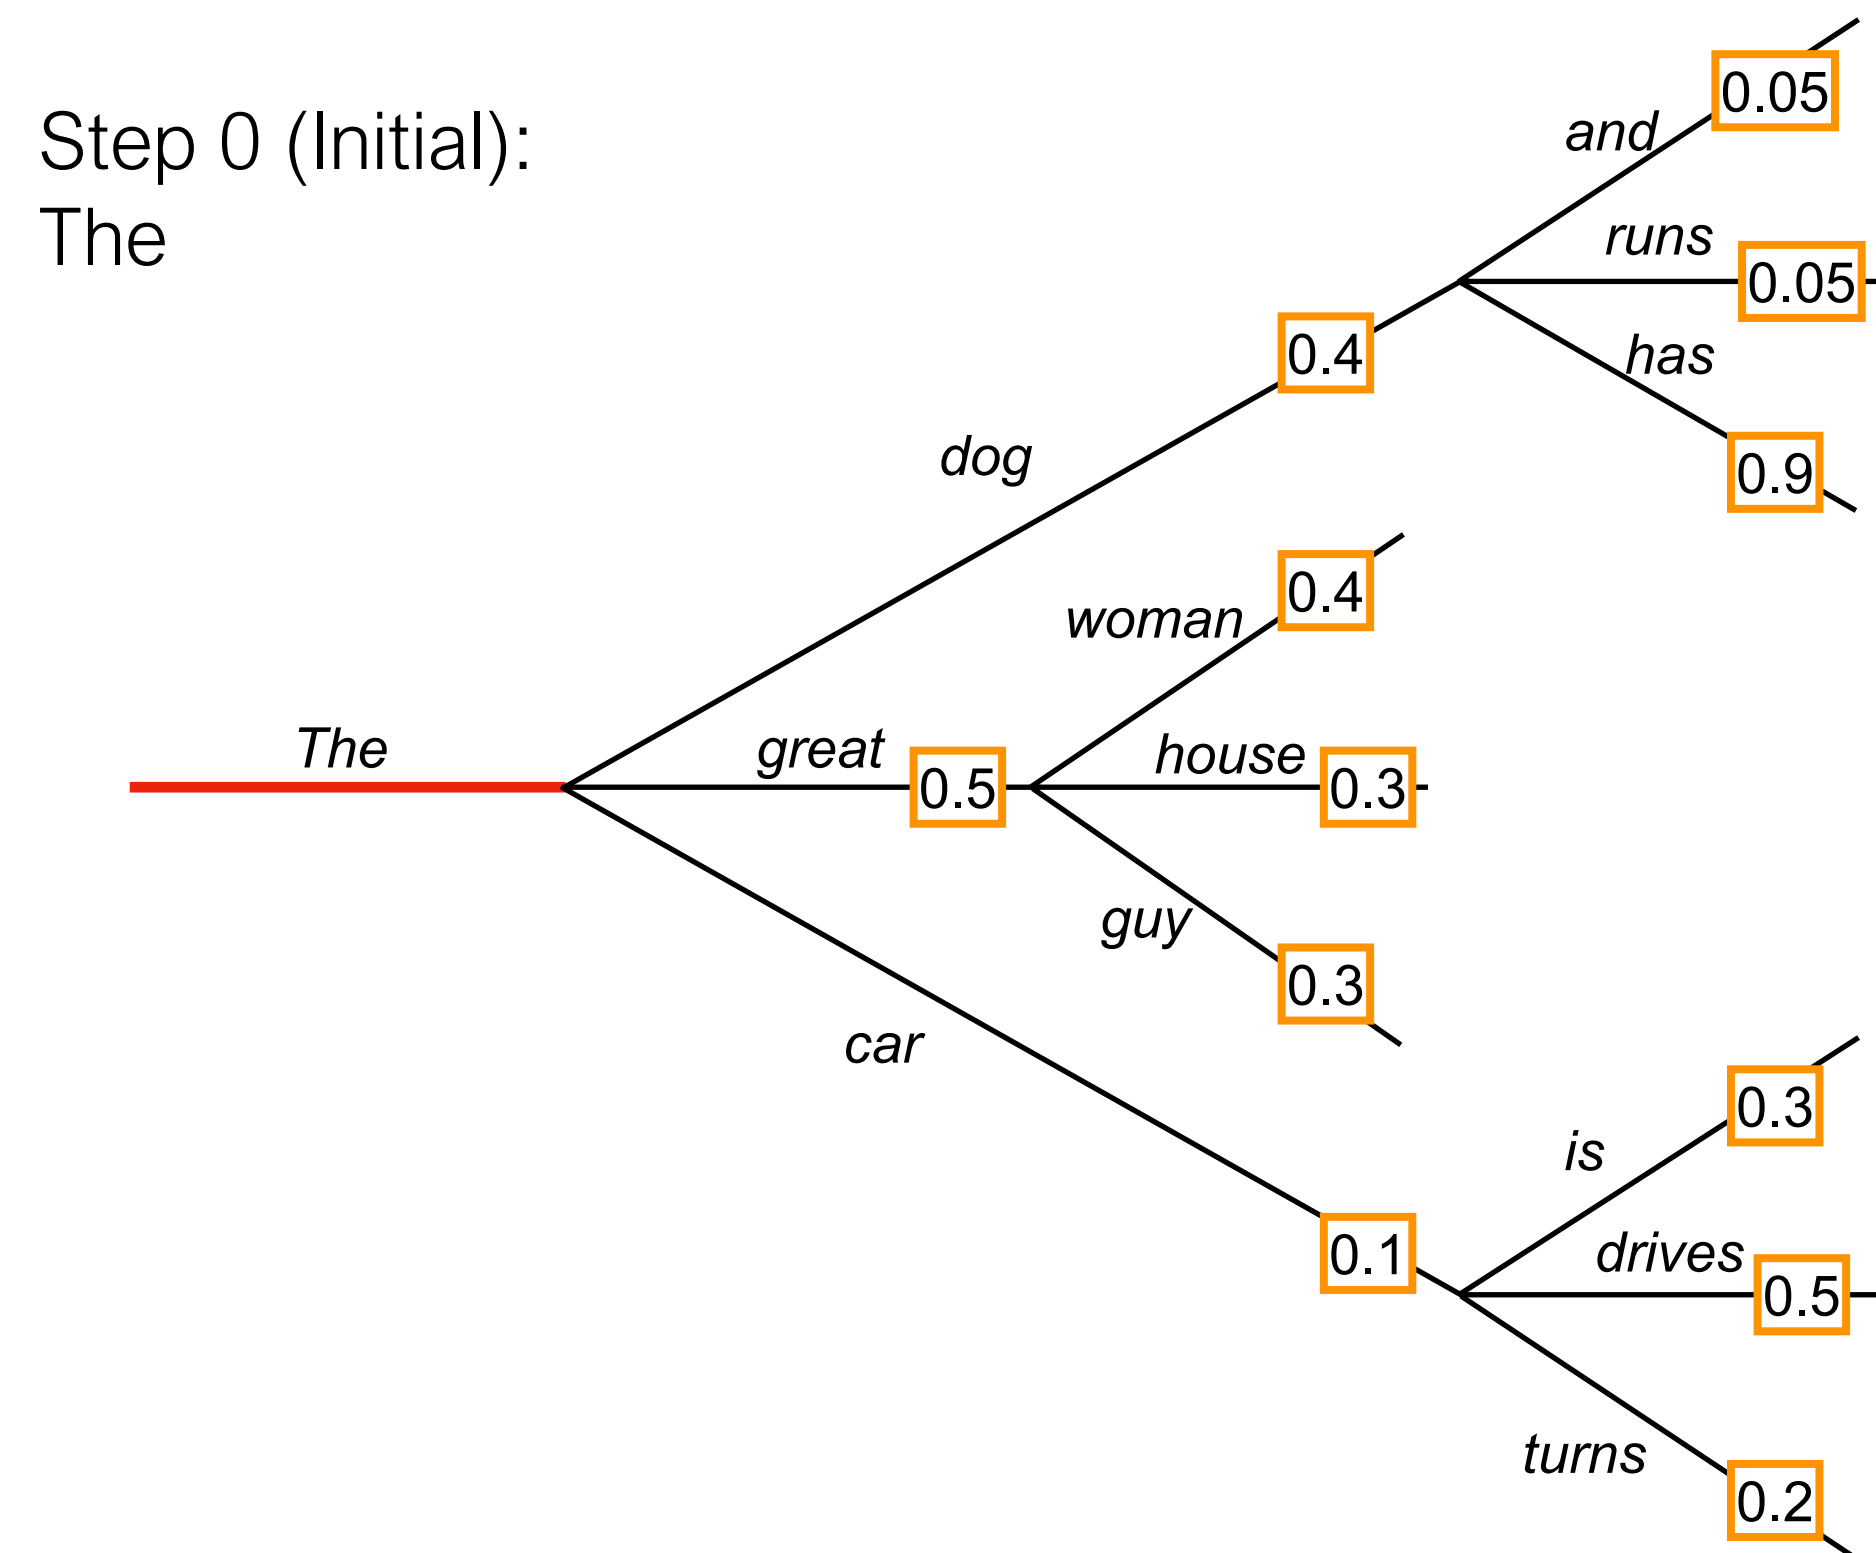 Step 0 (Initial):
The
and
0.05
runs
0.05
has
0.9
0.4
dog
woman
0.4
The
great
0.5
house
0.3
guy
0.3
car
0.1
is
0.3
drives
0.5
turns
0.2